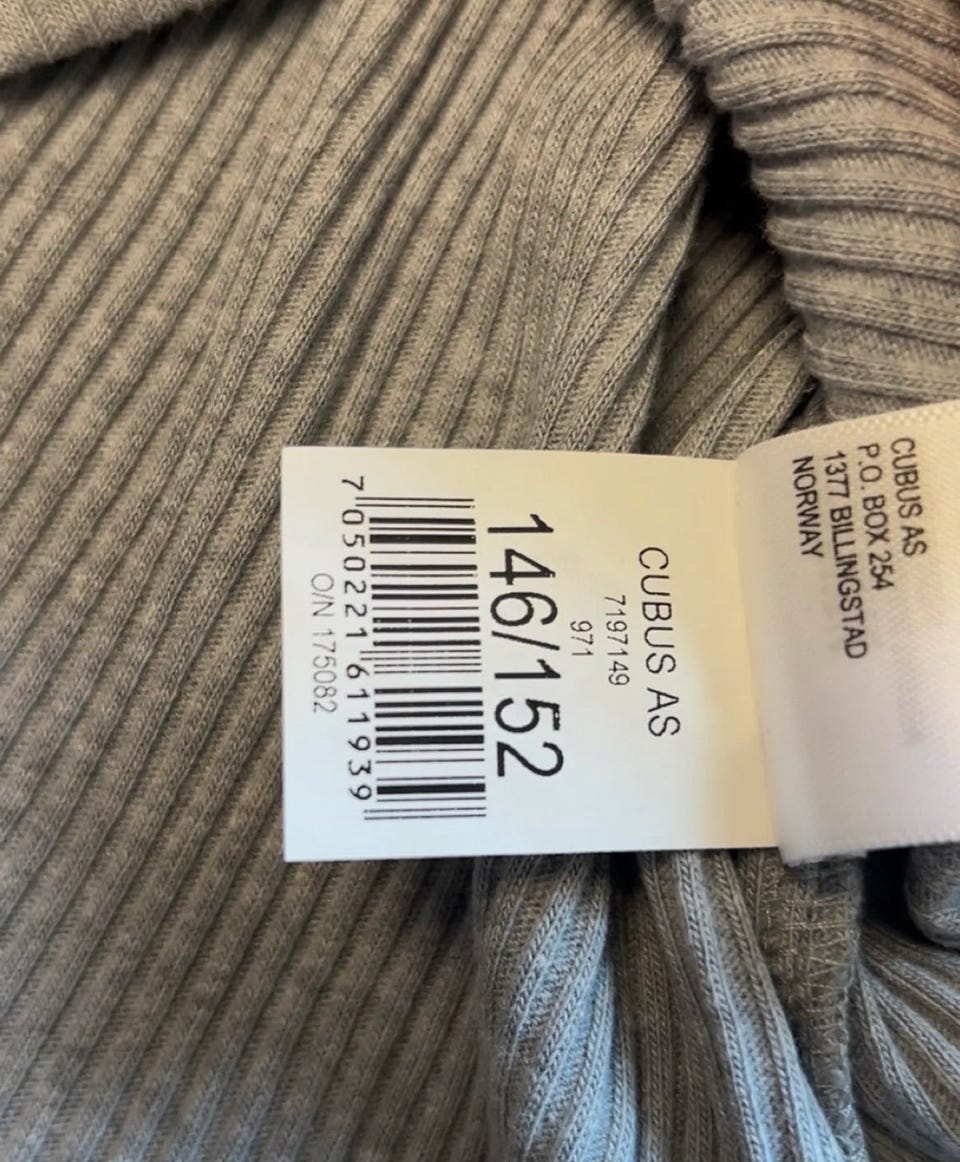 CUBUS AS
P.O. BOX 254
1377 BILLINGSTAD
NORWAY
CUBUS AS
7197149
971
146/152
7 050221 611939
O/N 175082